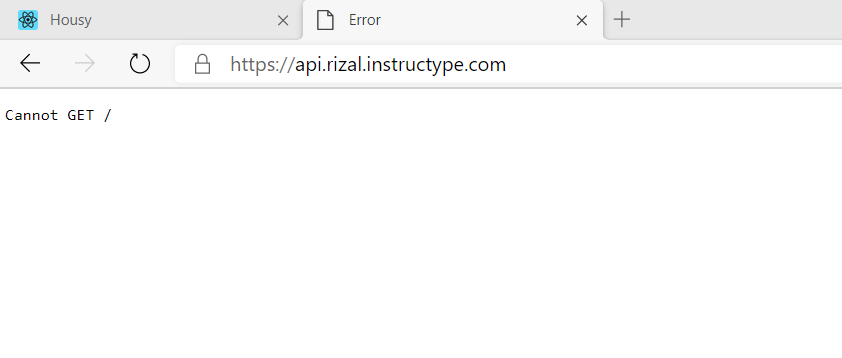 Housy
Error
https://api.rizal.instructype.com
Cannot GET /